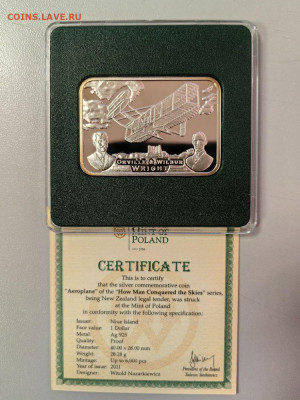 COINS.LAVE.RU
ORVILLE & WILBUR
WRIGHT
MINT OF
POLAND
CERTIFICATE
This is to certify
that the silver commemorative coin
"Aeroplane" of the "How Man Conquered the Skies" series,
being New Zealand legal tender, was struck
at the Mint of Poland
in conformity with the following specification:
Issuer: Niue Island
Face value: 1 Dollar
Metal: Ag 925
Quality: Proof
Diameter: 40.00 x 28.00 mm
Weight: 28.28 g
Mintage: Up to 6,000 pcs
Year of issue: 2011
Designer: Witold Nazarkiewicz
President of the Board